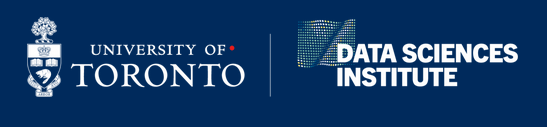 UNIVERSITY OF
TORONTO
DATA SCIENCES
INSTITUTE